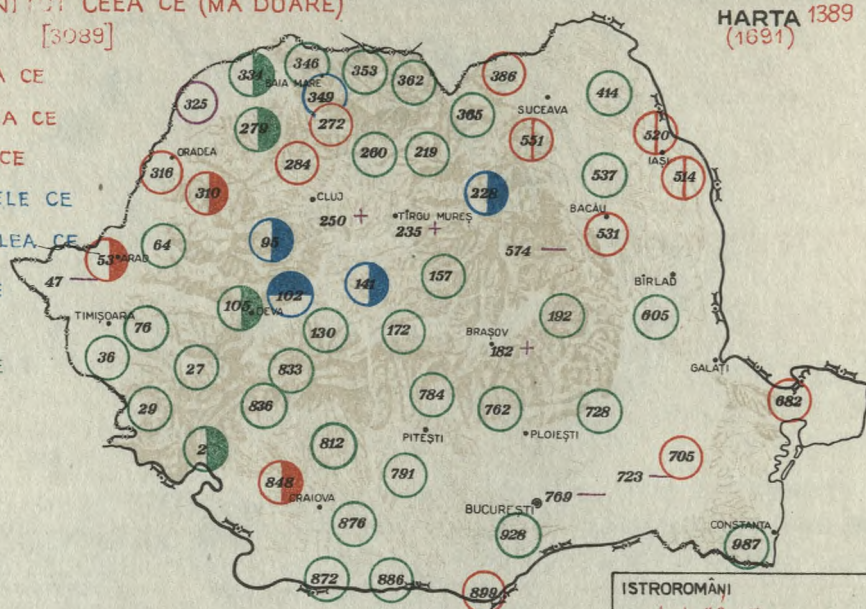 CEEA CE (MĂ DOARE)
[3089]
HARTA 1389
(1691)
A CE
A CE
CE
ELE CE
LEA CE
334
346
353
362
386
BAIA MARE
325
349
414
SUCEAVA
279
272
365
551
520
ORADEA
260
219
IAȘI
316
284
537
514
310
CLUJ
228
250 +
TÎRGU MUREȘ
235 +
BACĂU
531
95
64
574 —
53
ARAD
47 —
157
BÎRLAD
141
102
105
DEVA
TIMIȘOARA
76
130
172
192
605
BRAȘOV
182 +
36
27
833
GALAȚI
29
836
784
762
728
682
PITEȘTI
PLOIEȘTI
2
812
705
791
723 —
848
CRAIOVA
769 —
BUCUREȘTI
876
928
CONSTANȚA
987
872
886
899
ISTROROMÂNI